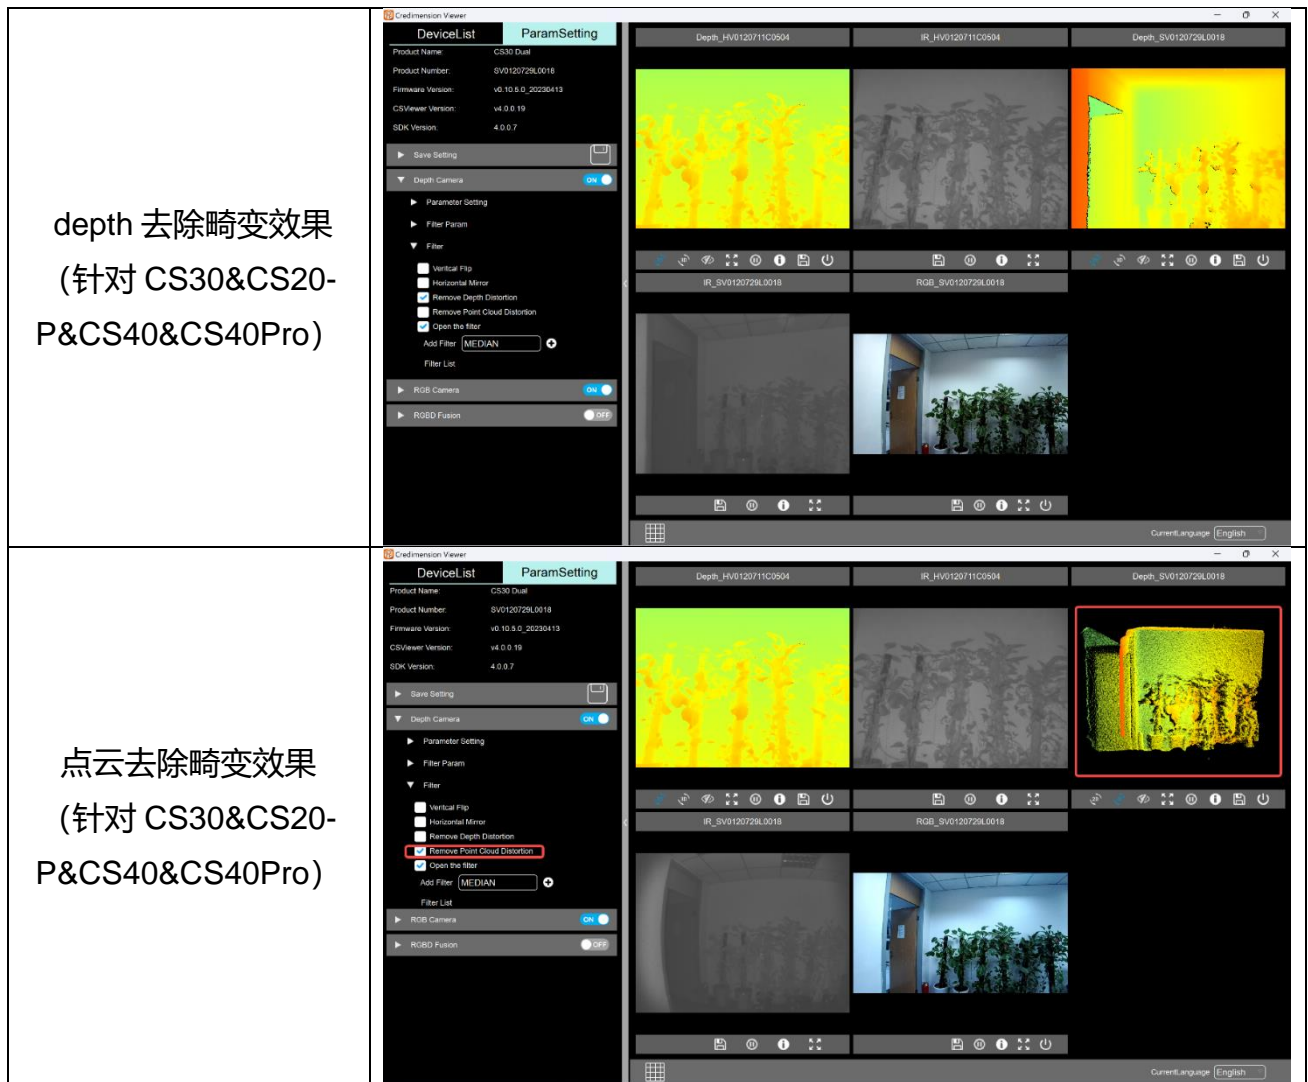 depth 去除畸变效果
（针对 CS30&CS20-
P&CS40&CS40Pro）
Credimension Viewer
DeviceList ParamSetting
Product Name: CS30 Dual
Product Number: SV0120729L0018
Firmware Version: v0.10.5.0_20230413
CSViewer Version: v4.0.0.19
SDK Version: 4.0.0.7
Save Setting
Depth Camera ON
Parameter Setting
Filter Param
Filter
Veritcal Flip
Horizontal Mirror
Remove Depth Distortion
Remove Point Cloud Distortion
Open the filter
Add Filter MEDIAN
Filter List
RGB Camera ON
RGBD Fusion OFF
Depth_HV0120711C0504 IR_HV0120711C0504 Depth_SV0120729L0018
IR_SV0120729L0018 RGB_SV0120729L0018
CurrentLanguage English
点云去除畸变效果
（针对 CS30&CS20-
P&CS40&CS40Pro）
Credimension Viewer
DeviceList ParamSetting
Product Name: CS30 Dual
Product Number: SV0120729L0018
Firmware Version: v0.10.5.0_20230413
CSViewer Version: v4.0.0.19
SDK Version: 4.0.0.7
Save Setting
Depth Camera ON
Parameter Setting
Filter Param
Filter
Veritcal Flip
Horizontal Mirror
Remove Depth Distortion
Remove Point Cloud Distortion
Open the filter
Add Filter MEDIAN
Filter List
RGB Camera ON
RGBD Fusion OFF
Depth_HV0120711C0504 IR_HV0120711C0504 Depth_SV0120729L0018
IR_SV0120729L0018 RGB_SV0120729L0018
CurrentLanguage English